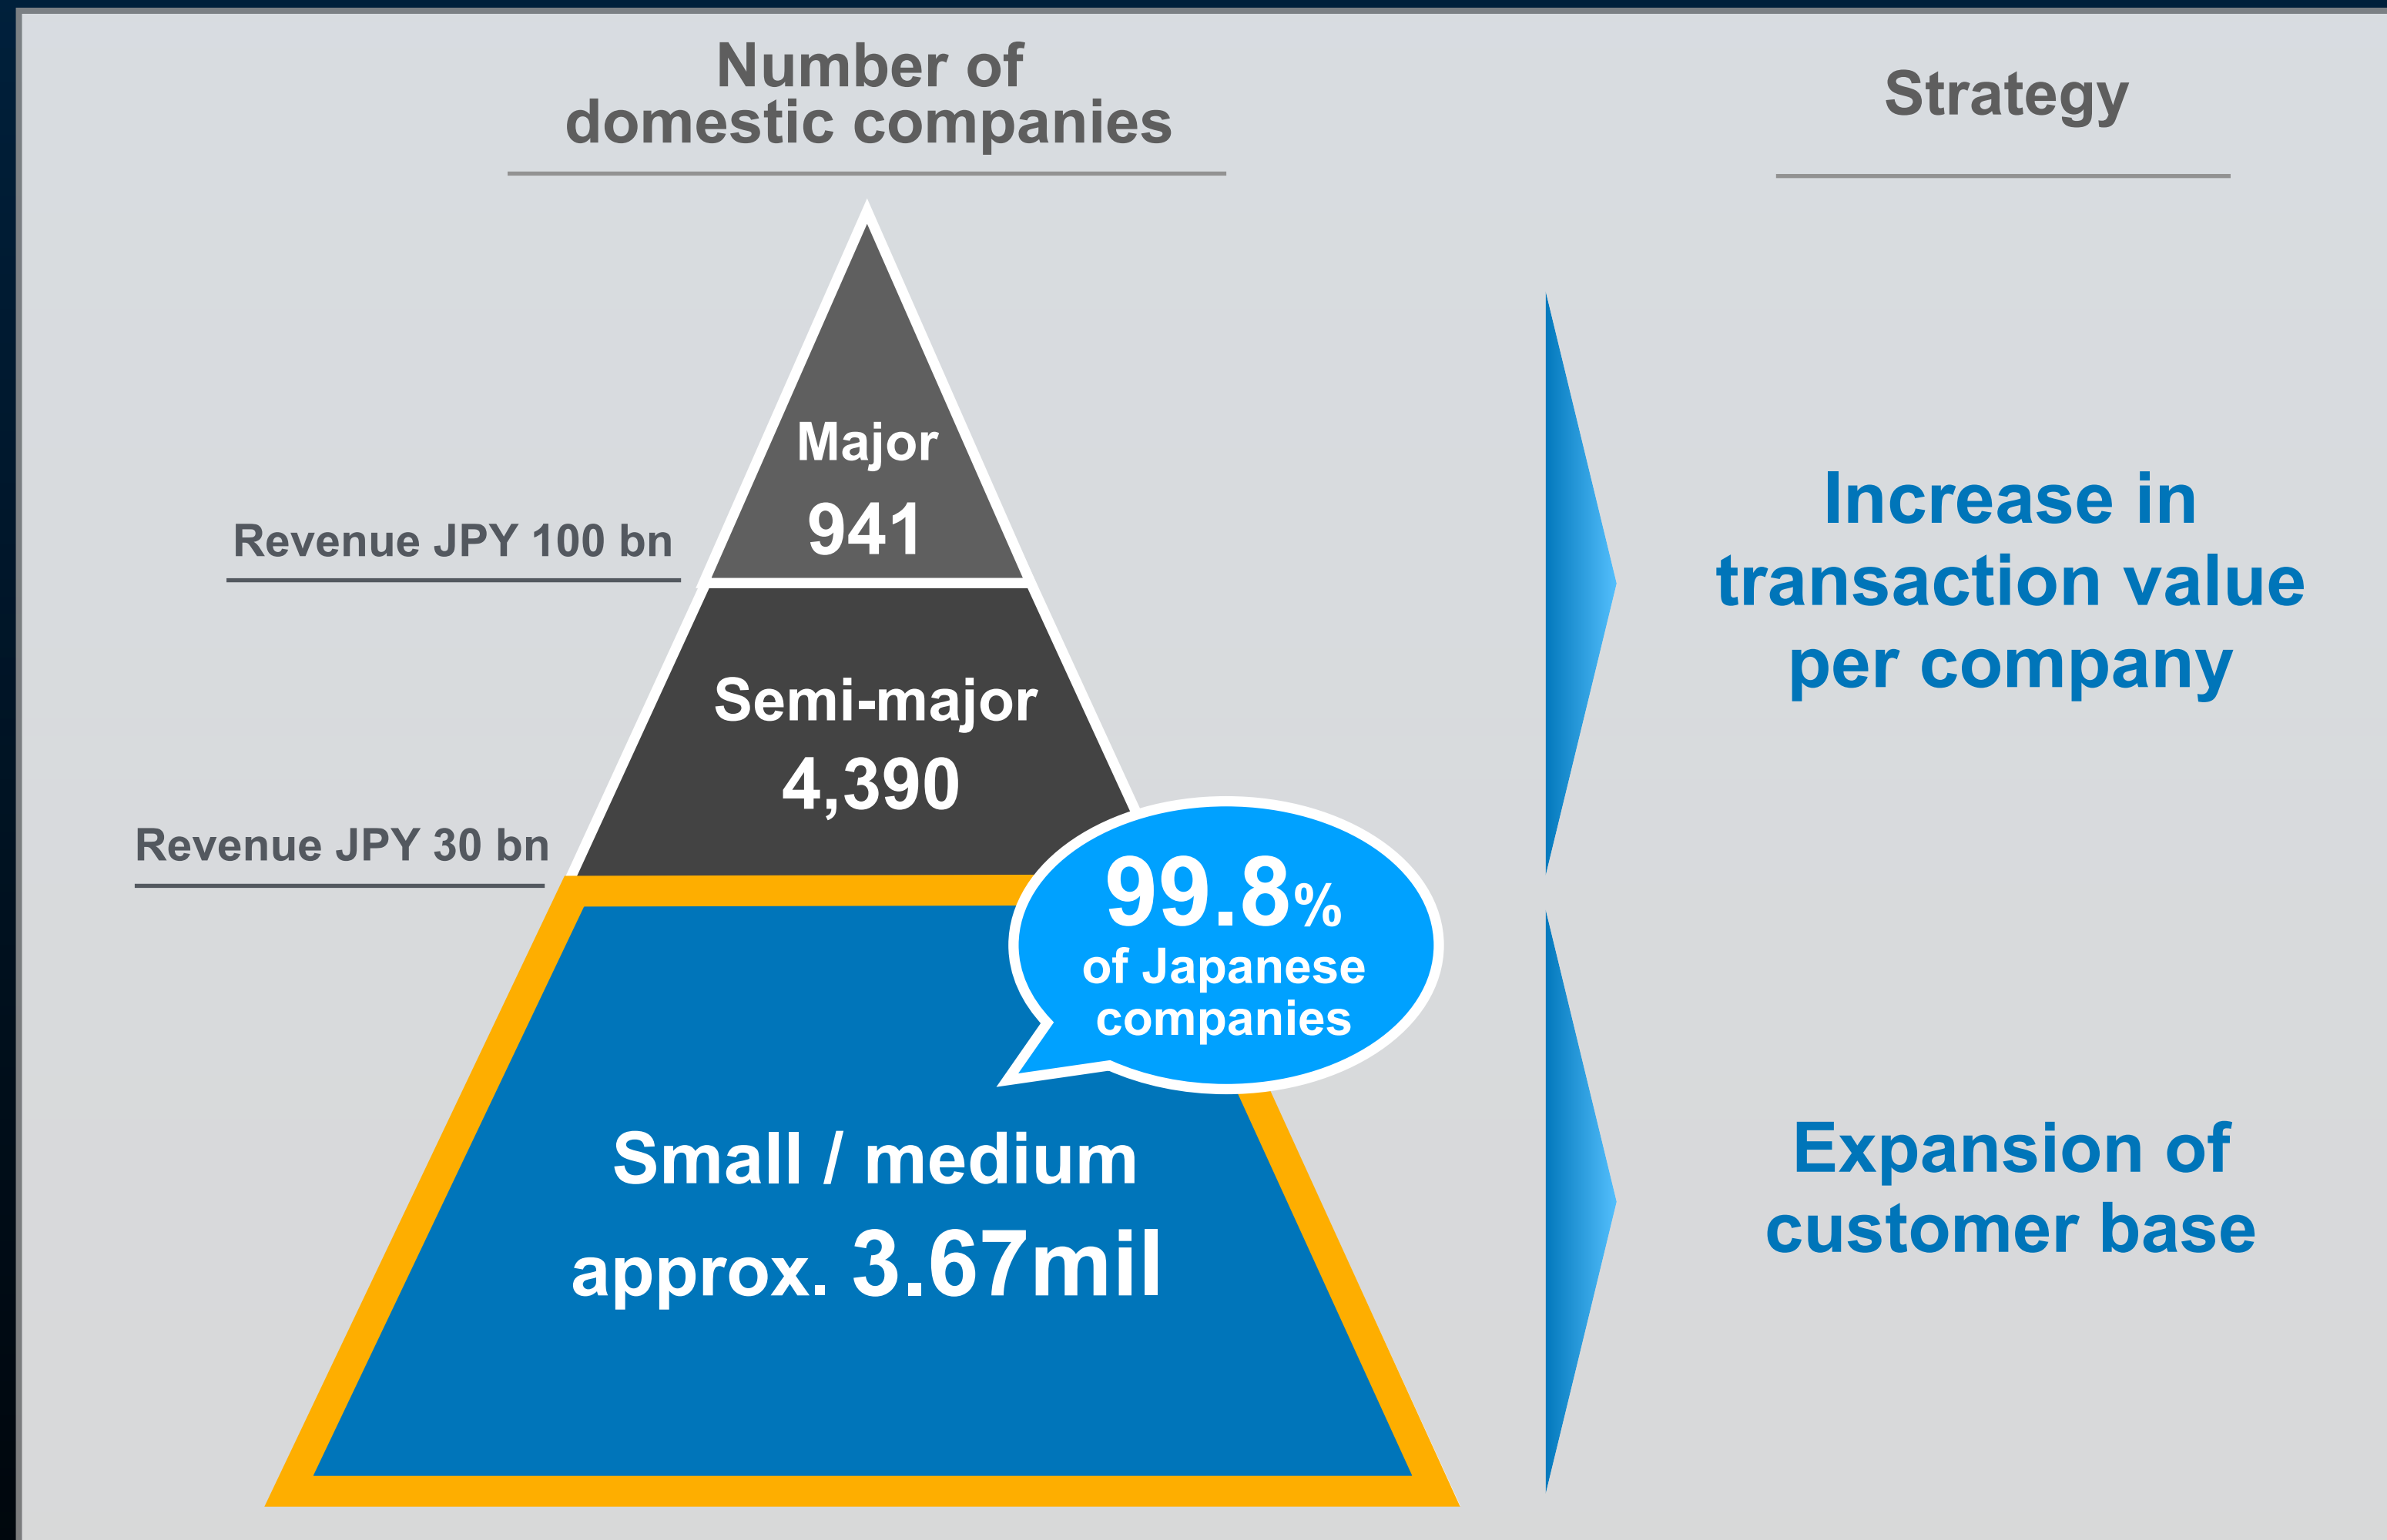 Number of
domestic companies
Strategy
Major
941
Revenue JPY 100 bn
Semi-major
4,390
Revenue JPY 30 bn
99.8%
of Japanese
companies
Small / medium
approx. 3.67mil
Increase in
transaction value
per company
Expansion of
customer base